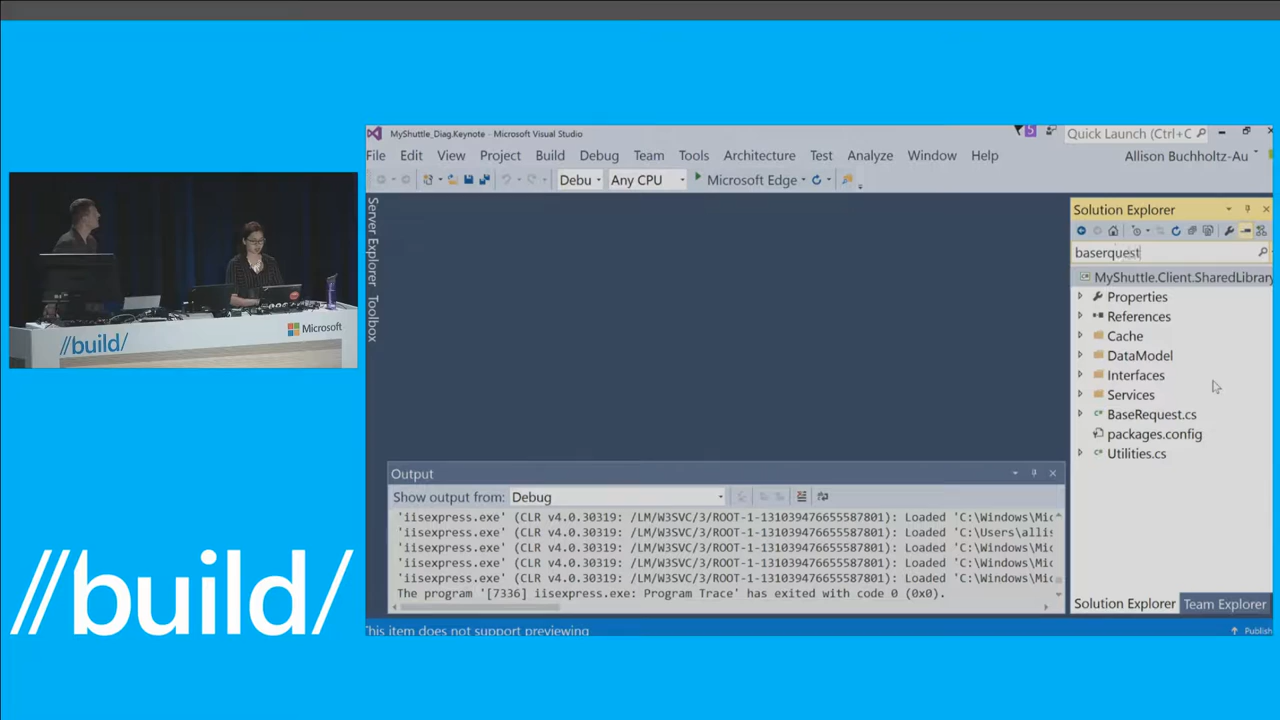 MyShuttle_Diag.Keynote - Microsoft Visual Studio
5
Quick Launch (Ctrl+C
File Edit View Project Build Debug Team Tools Architecture Test Analyze Window Help
Allison Buchholtz-Au
Debu
Any CPU
Microsoft Edge
Server Explorer
Toolbox
Solution Explorer
baserquest
MyShuttle.Client.SharedLibrary
Properties
References
Cache
DataModel
Interfaces
Services
BaseRequest.cs
packages.config
Utilities.cs
Output
Show output from:
Debug
'iisexpress.exe' (CLR v4.0.30319: /LM/W3SVC/3/ROOT-1-131039476655587801): Loaded 'C:\Windows\Mic
'iisexpress.exe' (CLR v4.0.30319: /LM/W3SVC/3/ROOT-1-131039476655587801): Loaded 'C:\Users\allis
'iisexpress.exe' (CLR v4.0.30319: /LM/W3SVC/3/ROOT-1-131039476655587801): Loaded 'C:\Windows\Mic
'iisexpress.exe' (CLR v4.0.30319: /LM/W3SVC/3/ROOT-1-131039476655587801): Loaded 'C:\Windows\Mic
'iisexpress.exe' (CLR v4.0.30319: /LM/W3SVC/3/ROOT-1-131039476655587801): Loaded 'C:\Windows\Mic
The program '[7336] iisexpress.exe: Program Trace' has exited with code 0 (0x0).
Solution Explorer
Team Explorer
This item does not support previewing
Publish
//build/
Microsoft
//build/